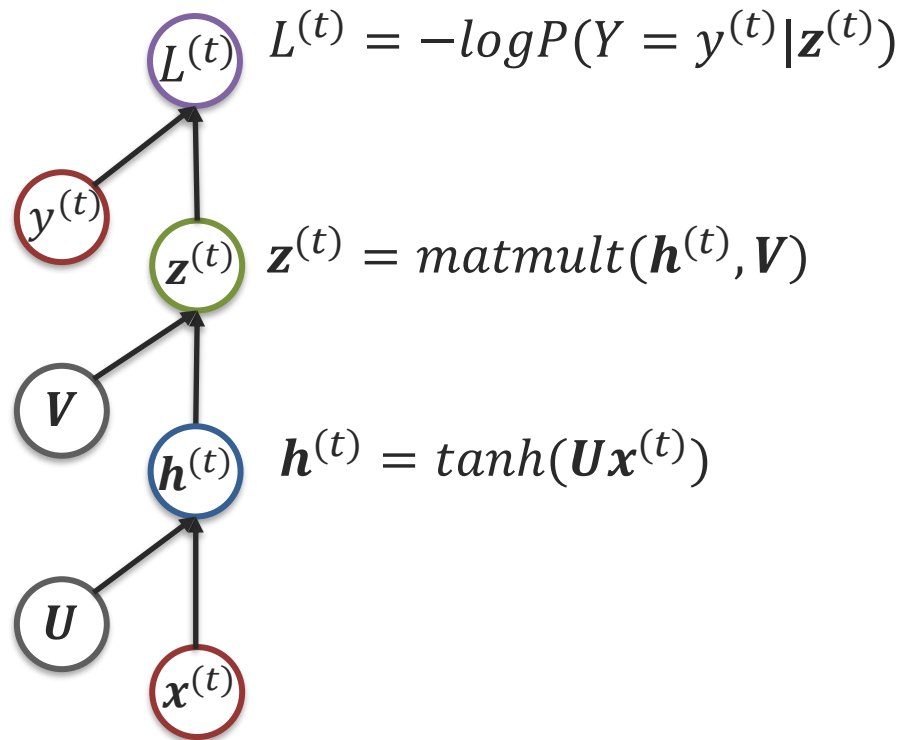 L^(t) L^(t) = −logP(Y = y^(t)|z^(t))
y^(t)
z^(t) z^(t) = matmult(h^(t), V)
V
h^(t) h^(t) = tanh(Ux^(t))
U
x^(t)